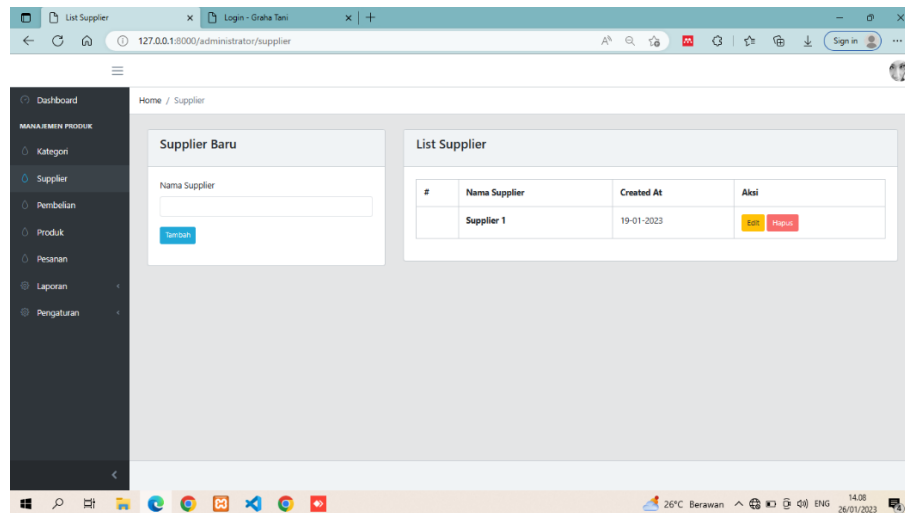 List Supplier
Login - Graha Tani
127.0.0.1:8000/administrator/supplier
Sign in
Dashboard
MANAJEMEN PRODUK
Kategori
Supplier
Pembelian
Produk
Pesanan
Laporan
Pengaturan
Home / Supplier
Supplier Baru
Nama Supplier
Tambah
List Supplier
# Nama Supplier Created At Aksi
Supplier 1 19-01-2023 Edit Hapus
26°C Berawan ENG 14.08
26/01/2023
4